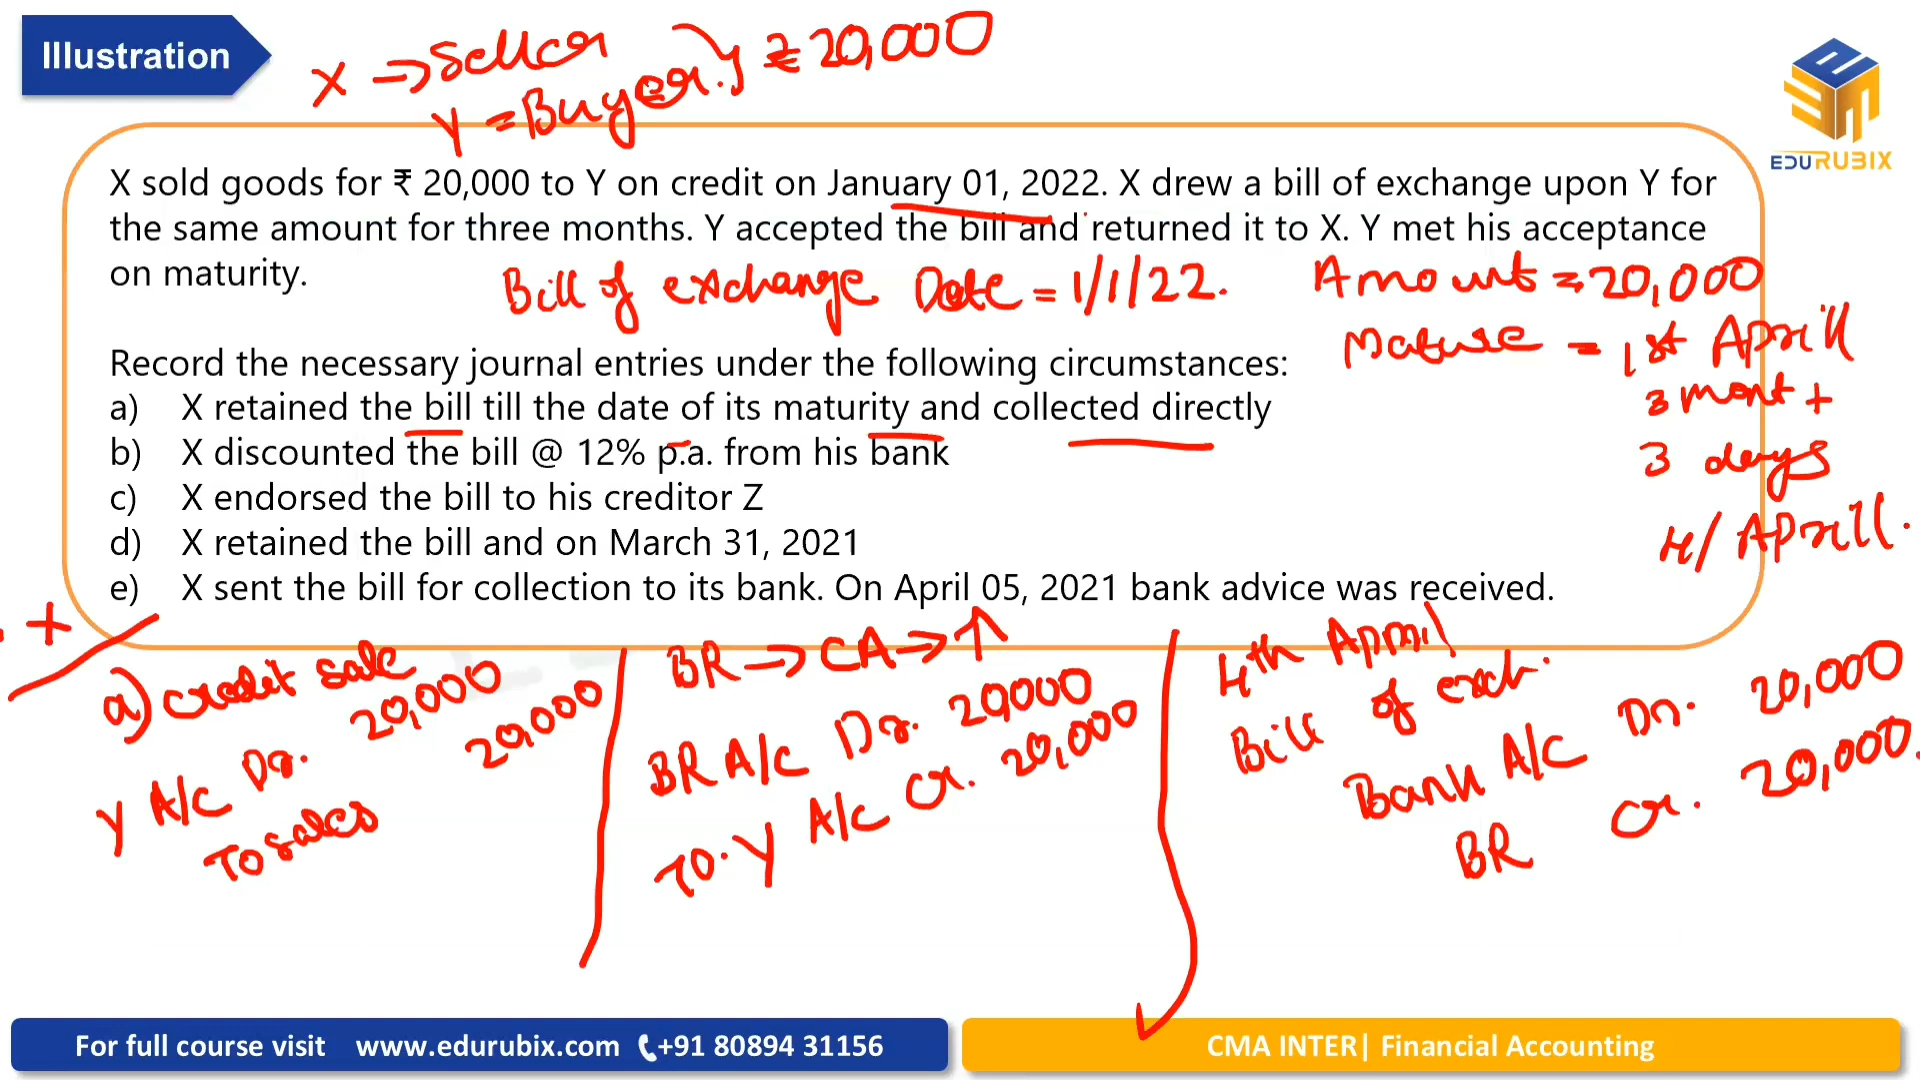 Illustration
X → Seller
Y = Buyer. } ₹ 20,000
EDURUBIX
X sold goods for ₹ 20,000 to Y on credit on January 01, 2022. X drew a bill of exchange upon Y for
the same amount for three months. Y accepted the bill and returned it to X. Y met his acceptance
on maturity.
Bill of exchange Date = 1/1/22.
Amount = 20,000
Mature = 1st Aprill
3 mont +
3 days
4/ Aprill.
Record the necessary journal entries under the following circumstances:
a) X retained the bill till the date of its maturity and collected directly
b) X discounted the bill @ 12% p.a. from his bank
c) X endorsed the bill to his creditor Z
d) X retained the bill and on March 31, 2021
e) X sent the bill for collection to its bank. On April 05, 2021 bank advice was received.
X
a) credit sale
Y A/c Dr. 20,000
To sales 20,000
BR → CA → ↑
BR A/c Dr. 20,000
To. Y A/c Cr. 20,000
4th April
Bill of exch.
Bank A/c Dr. 20,000
BR Cr. 20,000.
For full course visit www.edurubix.com +91 80894 31156
CMA INTER| Financial Accounting